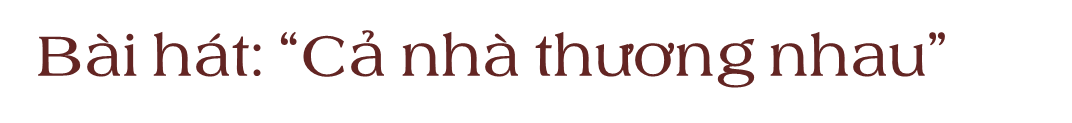 Bài hát: “Cả nhà thương nhau”